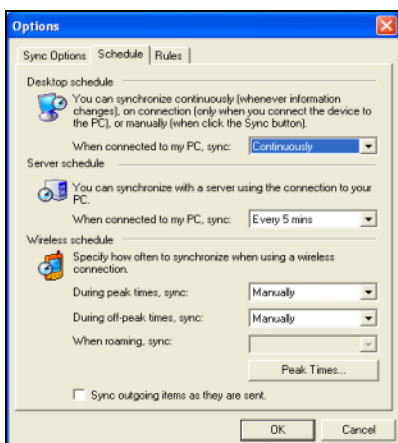 Options
Sync Options Schedule Rules
Desktop schedule
You can synchronize continuously (whenever information
changes), on connection (only when you connect the device to
the PC), or manually (when click the Sync button).
When connected to my PC, sync: Continuously
Server schedule
You can synchronize with a server using the connection to your
PC.
When connected to my PC, sync: Every 5 mins
Wireless schedule
Specify how often to synchronize when using a wireless
connection.
During peak times, sync: Manually
During off-peak times, sync: Manually
When roaming, sync:
Peak Times...
Sync outgoing items as they are sent.
OK Cancel